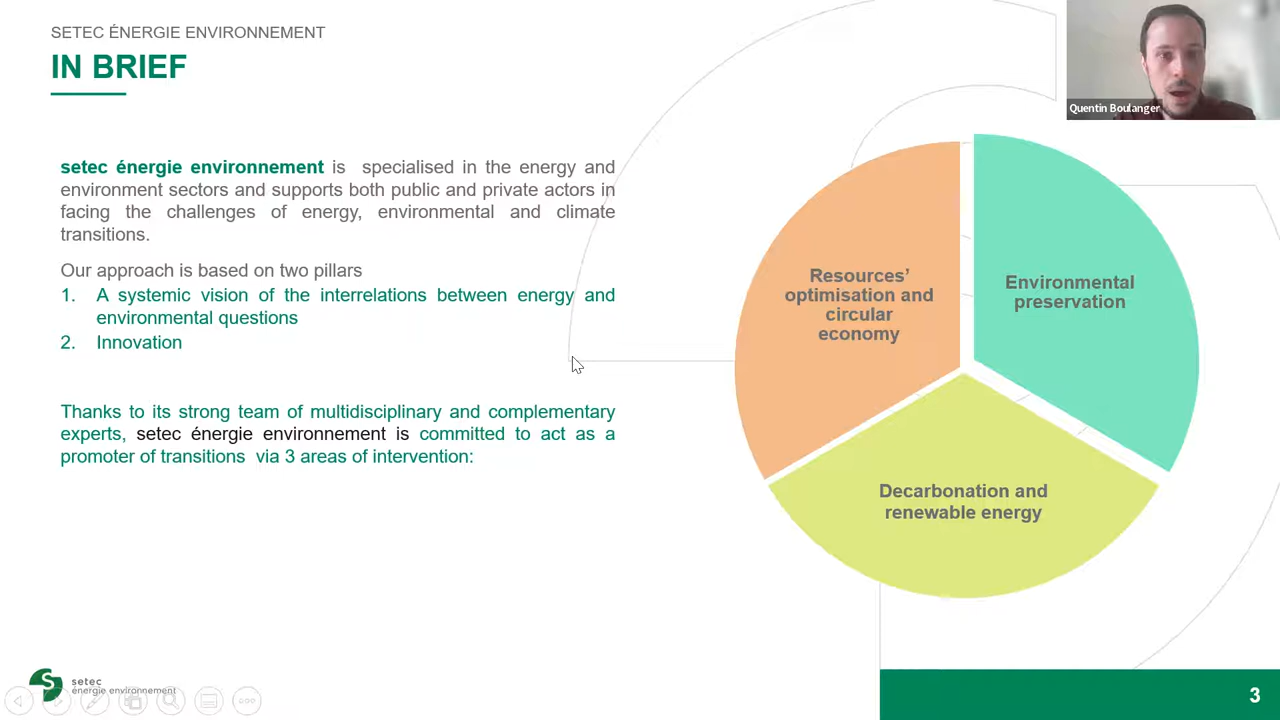 SETEC ÉNERGIE ENVIRONNEMENT
IN BRIEF
Quentin Boulanger
setec énergie environnement is specialised in the energy and
environment sectors and supports both public and private actors in
facing the challenges of energy, environmental and climate
transitions.
Our approach is based on two pillars
1. A systemic vision of the interrelations between energy and
environmental questions
2. Innovation
Thanks to its strong team of multidisciplinary and complementary
experts, setec énergie environnement is committed to act as a
promoter of transitions via 3 areas of intervention:
Resources’
optimisation and
circular
economy
Environmental
preservation
Decarbonation and
renewable energy
setec
énergie environnement
3